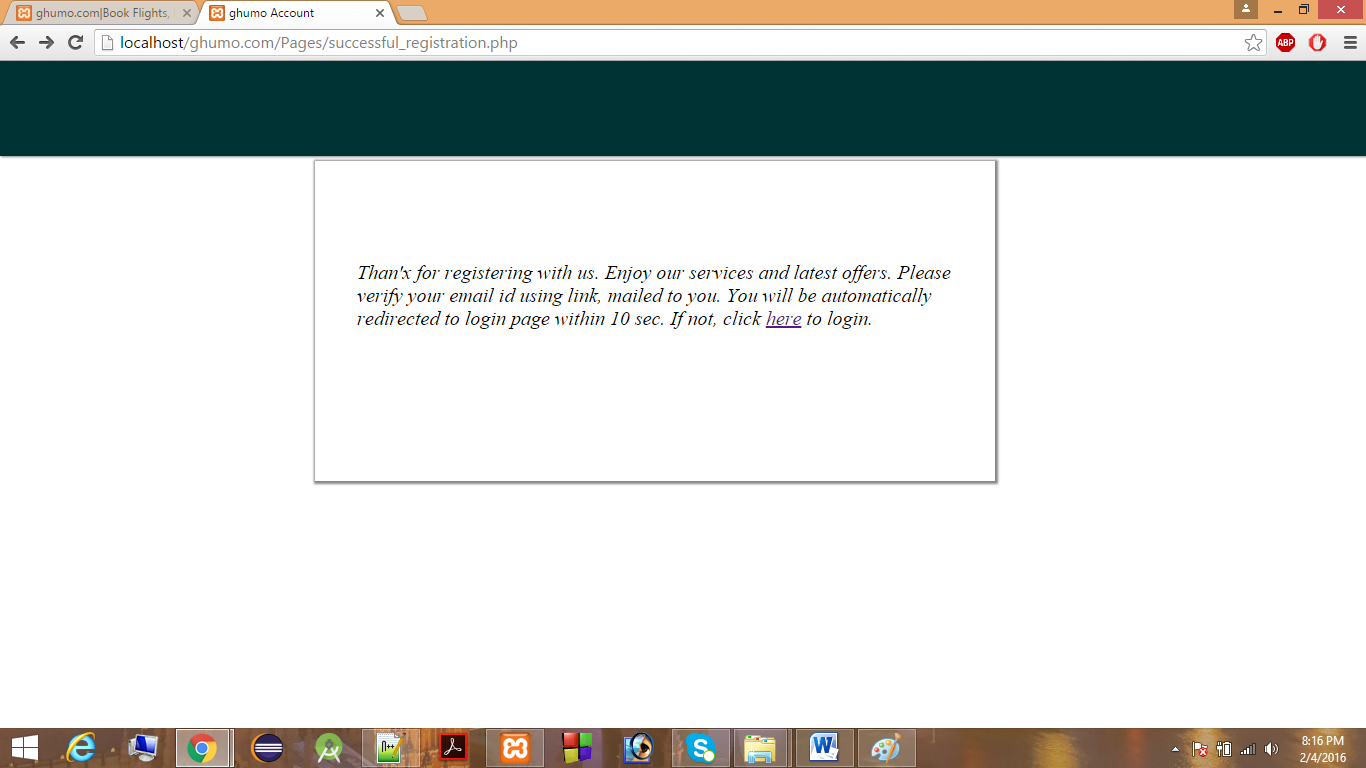 ghumo.com|Book Flights,
ghumo Account
localhost/ghumo.com/Pages/successful_registration.php
ABP
Than'x for registering with us. Enjoy our services and latest offers. Please
verify your email id using link, mailed to you. You will be automatically
redirected to login page within 10 sec. If not, click here to login.
8:16 PM
2/4/2016